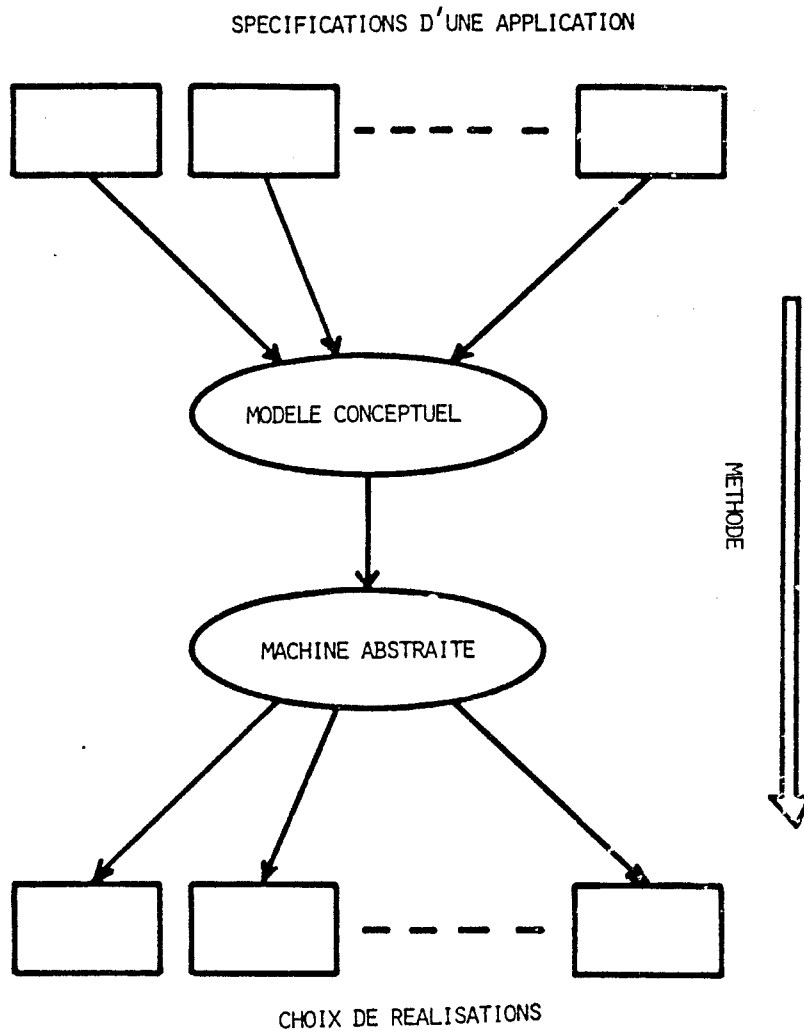 SPECIFICATIONS D'UNE APPLICATION
MODELE CONCEPTUEL
METHODE
MACHINE ABSTRAITE
CHOIX DE REALISATIONS